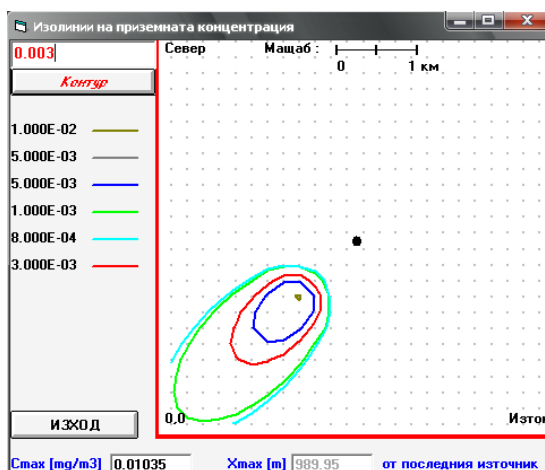 Изолинии на приземната концентрация
0.003
Север Мащаб :
0 1 км
Контур
1.000E-02
5.000E-03
5.000E-03
1.000E-03
8.000E-04
3.000E-03
ИЗХОД
0,0 Изток
Cmax [mg/m3] 0.01035 Xmax [m] 989.95 от последния източник